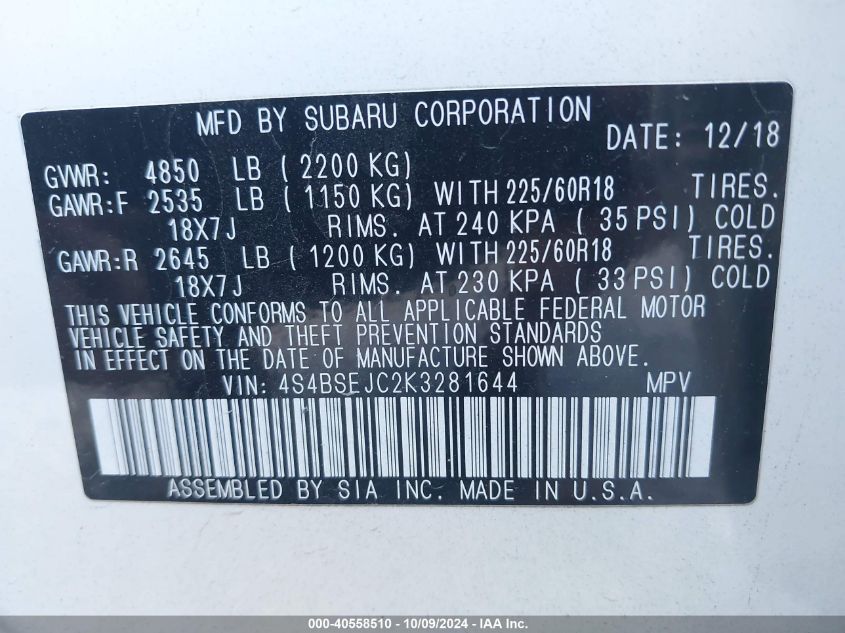 MFD BY SUBARU CORPORATION
DATE: 12/18
GVWR: 4850 LB ( 2200 KG)
GAWR:F 2535 LB ( 1150 KG) WITH 225/60R18 TIRES.
18X7J RIMS. AT 240 KPA ( 35 PSI) COLD
GAWR:R 2645 LB ( 1200 KG) WITH 225/60R18 TIRES.
18X7J RIMS. AT 230 KPA ( 33 PSI) COLD
THIS VEHICLE CONFORMS TO ALL APPLICABLE FEDERAL MOTOR
VEHICLE SAFETY AND THEFT PREVENTION STANDARDS
IN EFFECT ON THE DATE OF MANUFACTURE SHOWN ABOVE.
VIN: 4S4BSEJC2K3281644 MPV
ASSEMBLED BY SIA INC. MADE IN U.S.A.
000-40558510 - 10/09/2024 - IAA Inc.